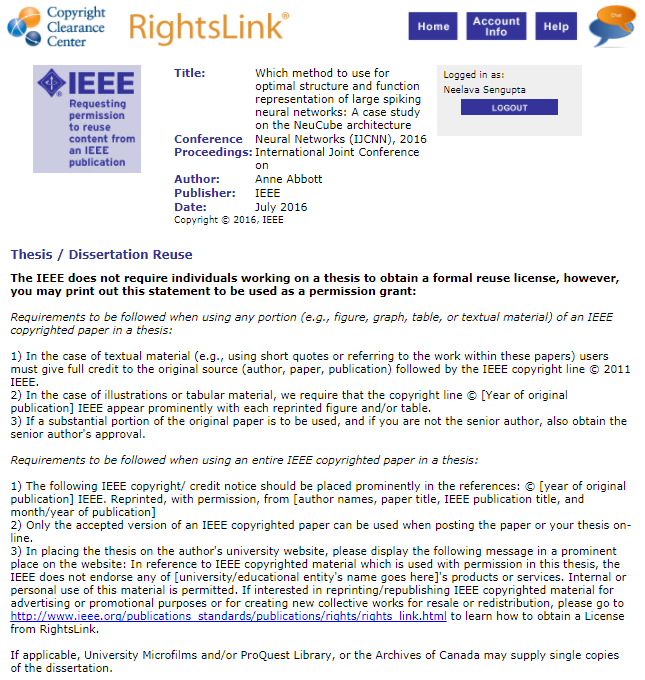 Copyright
Clearance
Center
RightsLink®
Home
Account
Info
Help
Chat
IEEE
Requesting
permission
to reuse
content from
an IEEE
publication
Title: Which method to use for
optimal structure and function
representation of large spiking
neural networks: A case study
on the NeuCube architecture
Conference Neural Networks (IJCNN), 2016
Proceedings: International Joint Conference
on
Author: Anne Abbott
Publisher: IEEE
Date: July 2016
Copyright © 2016, IEEE
Logged in as:
Neelava Sengupta
LOGOUT
Thesis / Dissertation Reuse
The IEEE does not require individuals working on a thesis to obtain a formal reuse license, however,
you may print out this statement to be used as a permission grant:
Requirements to be followed when using any portion (e.g., figure, graph, table, or textual material) of an IEEE
copyrighted paper in a thesis:
1) In the case of textual material (e.g., using short quotes or referring to the work within these papers) users
must give full credit to the original source (author, paper, publication) followed by the IEEE copyright line © 2011
IEEE.
2) In the case of illustrations or tabular material, we require that the copyright line © [Year of original
publication] IEEE appear prominently with each reprinted figure and/or table.
3) If a substantial portion of the original paper is to be used, and if you are not the senior author, also obtain the
senior author's approval.
Requirements to be followed when using an entire IEEE copyrighted paper in a thesis:
1) The following IEEE copyright/ credit notice should be placed prominently in the references: © [year of original
publication] IEEE. Reprinted, with permission, from [author names, paper title, IEEE publication title, and
month/year of publication]
2) Only the accepted version of an IEEE copyrighted paper can be used when posting the paper or your thesis on-
line.
3) In placing the thesis on the author's university website, please display the following message in a prominent
place on the website: In reference to IEEE copyrighted material which is used with permission in this thesis, the
IEEE does not endorse any of [university/educational entity's name goes here]'s products or services. Internal or
personal use of this material is permitted. If interested in reprinting/republishing IEEE copyrighted material for
advertising or promotional purposes or for creating new collective works for resale or redistribution, please go to
http://www.ieee.org/publications_standards/publications/rights/rights_link.html to learn how to obtain a License
from RightsLink.
If applicable, University Microfilms and/or ProQuest Library, or the Archives of Canada may supply single copies
of the dissertation.